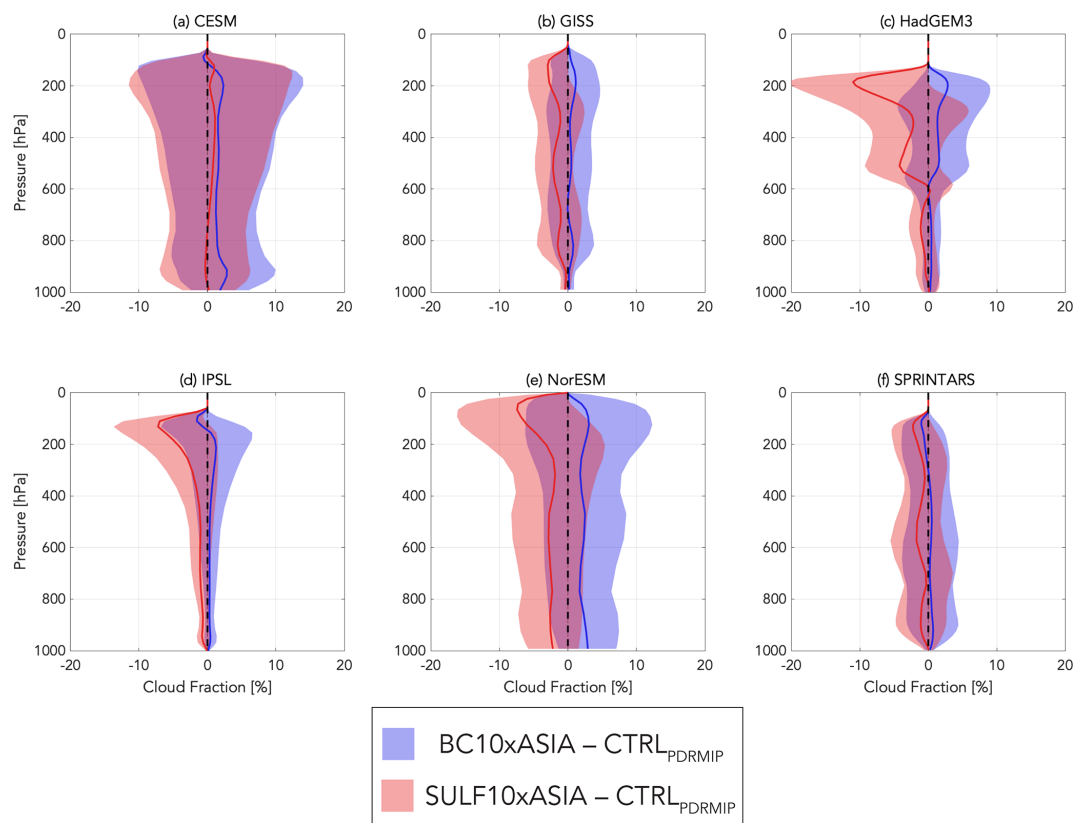 (a) CESM
(b) GISS
(c) HadGEM3
0
200
400
600
800
1000
Pressure [hPa]
-20 -10 0 10 20
0
200
400
600
800
1000
-20 -10 0 10 20
0
200
400
600
800
1000
-20 -10 0 10 20
(d) IPSL
(e) NorESM
(f) SPRINTARS
0
200
400
600
800
1000
Pressure [hPa]
-20 -10 0 10 20
Cloud Fraction [%]
0
200
400
600
800
1000
-20 -10 0 10 20
Cloud Fraction [%]
0
200
400
600
800
1000
-20 -10 0 10 20
Cloud Fraction [%]
BC10xASIA – CTRL PDRMIP
SULF10xASIA – CTRL PDRMIP